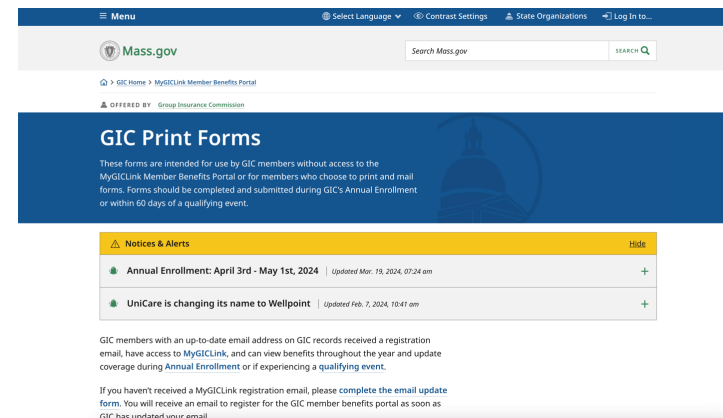 Menu
Select Language
Contrast Settings
State Organizations
Log In to...
Mass.gov
Search Mass.gov
SEARCH
> GIC Home > MyGICLink Member Benefits Portal
OFFERED BY Group Insurance Commission
GIC Print Forms
These forms are intended for use by GIC members without access to the
MyGICLink Member Benefits Portal or for members who choose to print and mail
forms. Forms should be completed and submitted during GIC's Annual Enrollment
or within 60 days of a qualifying event.
Notices & Alerts
Hide
Annual Enrollment: April 3rd - May 1st, 2024 | Updated Mar. 19, 2024, 07:24 am
+
UniCare is changing its name to Wellpoint | Updated Feb. 7, 2024, 10:41 am
+
GIC members with an up-to-date email address on GIC records received a registration
email, have access to MyGICLink, and can view benefits throughout the year and update
coverage during Annual Enrollment or if experiencing a qualifying event.
If you haven't received a MyGICLink registration email, please complete the email update
form. You will receive an email to register for the GIC member benefits portal as soon as
GIC has updated your email.